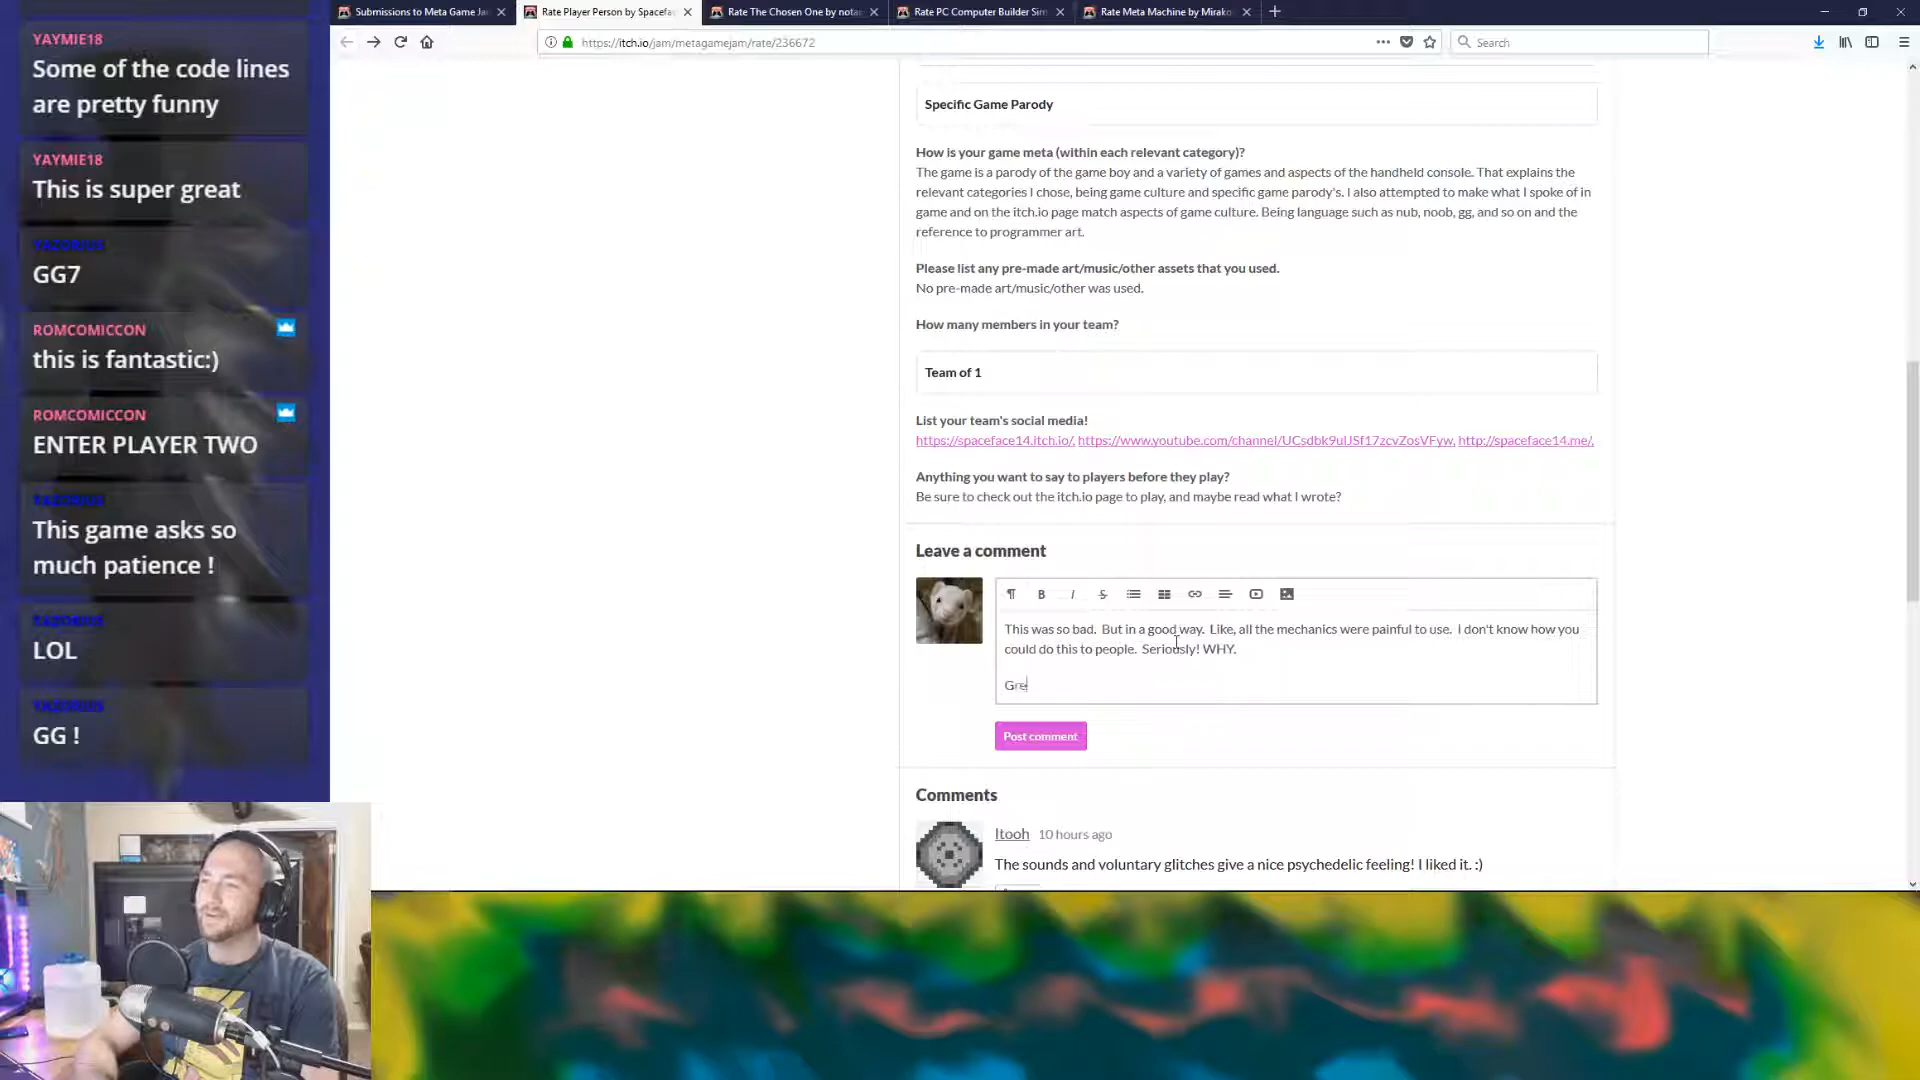 YAYMIE18
Some of the code lines
are pretty funny
YAYMIE18
This is super great
YAZORIUS
GG7
ROMCOMICCON
this is fantastic:)
ROMCOMICCON
ENTER PLAYER TWO
YAZORIUS
This game asks so
much patience !
YAZORIUS
LOL
YAZORIUS
GG !
Submissions to Meta Game Ja
Rate Player Person by Spacefa
Rate The Chosen One by nota
Rate PC Computer Builder Sim
Rate Meta Machine by Mirako
https://itch.io/jam/metagamejam/rate/236672
Search
Specific Game Parody
How is your game meta (within each relevant category)?
The game is a parody of the game boy and a variety of games and aspects of the handheld console. That explains the
relevant categories I chose, being game culture and specific game parody's. I also attempted to make what I spoke of in
game and on the itch.io page match aspects of game culture. Being language such as nub, noob, gg, and so on and the
reference to programmer art.
Please list any pre-made art/music/other assets that you used.
No pre-made art/music/other was used.
How many members in your team?
Team of 1
List your team's social media!
https://spaceface14.itch.io/, https://www.youtube.com/channel/UCsdbk9ulJSf17zcvZosVFyw, http://spaceface14.me/,
Anything you want to say to players before they play?
Be sure to check out the itch.io page to play, and maybe read what I wrote?
Leave a comment
This was so bad. But in a good way. Like, all the mechanics were painful to use. I don't know how you
could do this to people. Seriously! WHY.
Gre
Post comment
Comments
Itooh 10 hours ago
The sounds and voluntary glitches give a nice psychedelic feeling! I liked it. :)